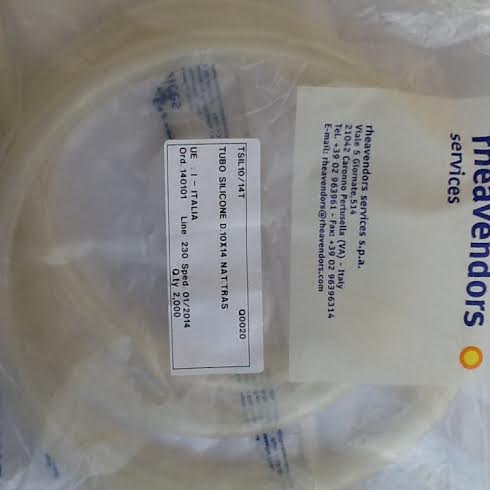 rheavendors
services
rheavendors services s.p.a.
Viale 5 Giornate,514
21042 Caronno Pertusella (VA) - Italy
Tel. +39 02 963961 - Fax: +39 02 96396314
E-mail: rheavendors@rheavendors.com
TSIL10/14T Q0020
TUBO SILICONE D.10X14 NAT.TRAS
UE : I - ITALIA
Ord.140101 Line 230 Sped. 01/2014
Q.ty 2,000